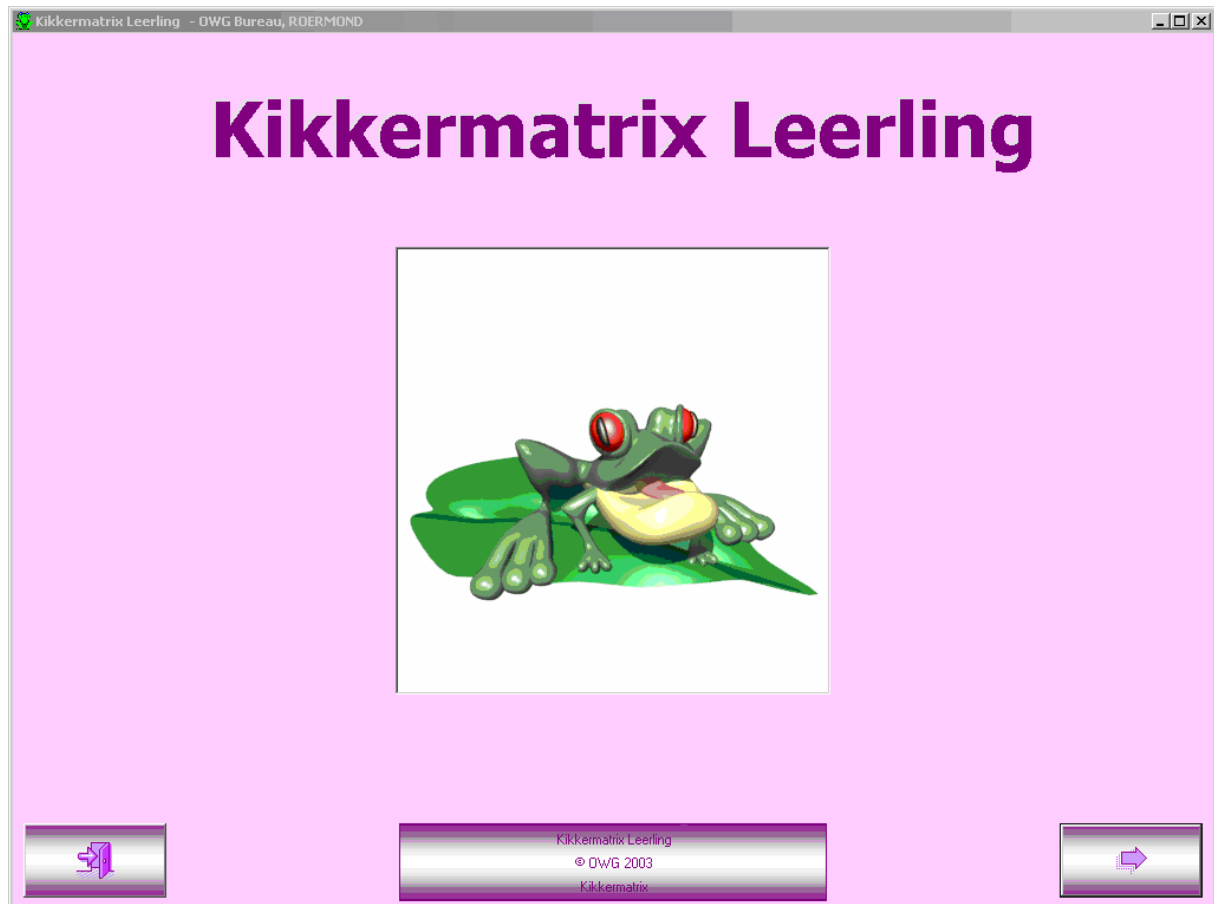 Kikkermatrix Leerling - OWG Bureau, ROERMOND
Kikkermatrix Leerling
Kikkermatrix Leerling
© OWG 2003
Kikkermatrix